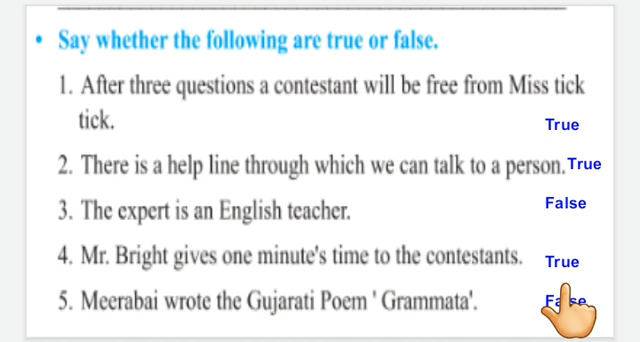 • Say whether the following are true or false.
1. After three questions a contestant will be free from Miss tick
tick.
True
2. There is a help line through which we can talk to a person. True
3. The expert is an English teacher. False
4. Mr. Bright gives one minute's time to the contestants. True
5. Meerabai wrote the Gujarati Poem ' Grammata'. False